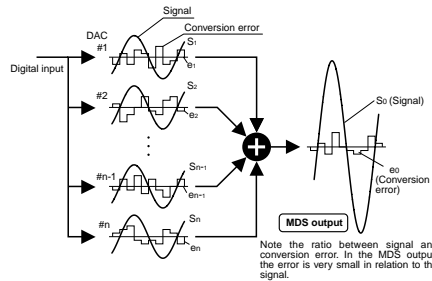 Signal
Conversion error
DAC
#1
S1
e1
Digital input
#2
S2
e2
#n-1
Sn-1
en-1
#n
Sn
en
S0 (Signal)
e0
(Conversion
error)
MDS output
Note the ratio between signal an
conversion error. In the MDS outpu
the error is very small in relation to th
signal.